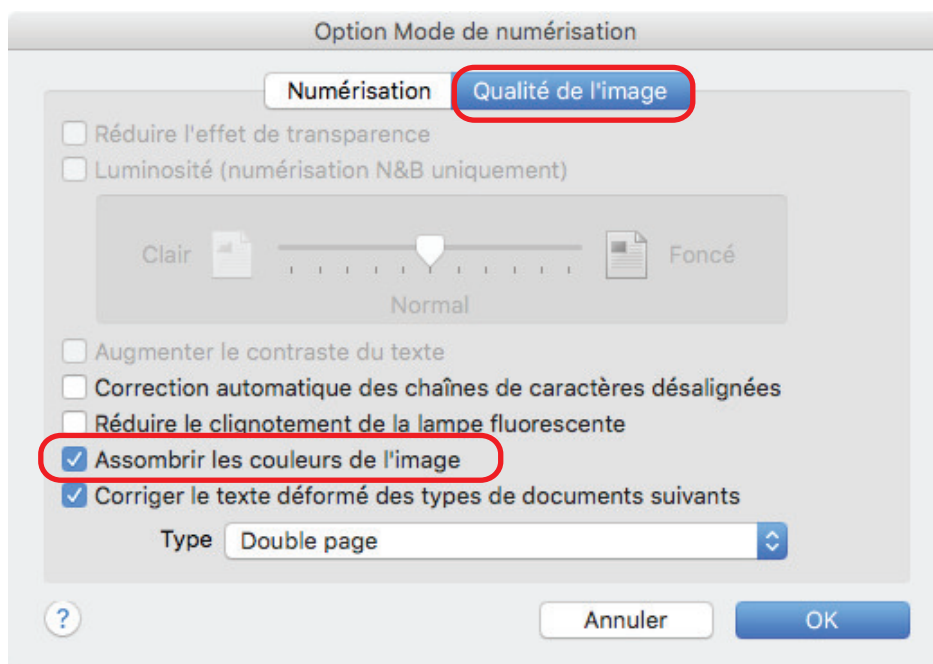 Option Mode de numérisation
Numérisation Qualité de l'image
Réduire l'effet de transparence
Luminosité (numérisation N&B uniquement)
Clair Foncé
Normal
Augmenter le contraste du texte
Correction automatique des chaînes de caractères désalignées
Réduire le clignotement de la lampe fluorescente
Assombrir les couleurs de l'image
Corriger le texte déformé des types de documents suivants
Type Double page
? Annuler OK